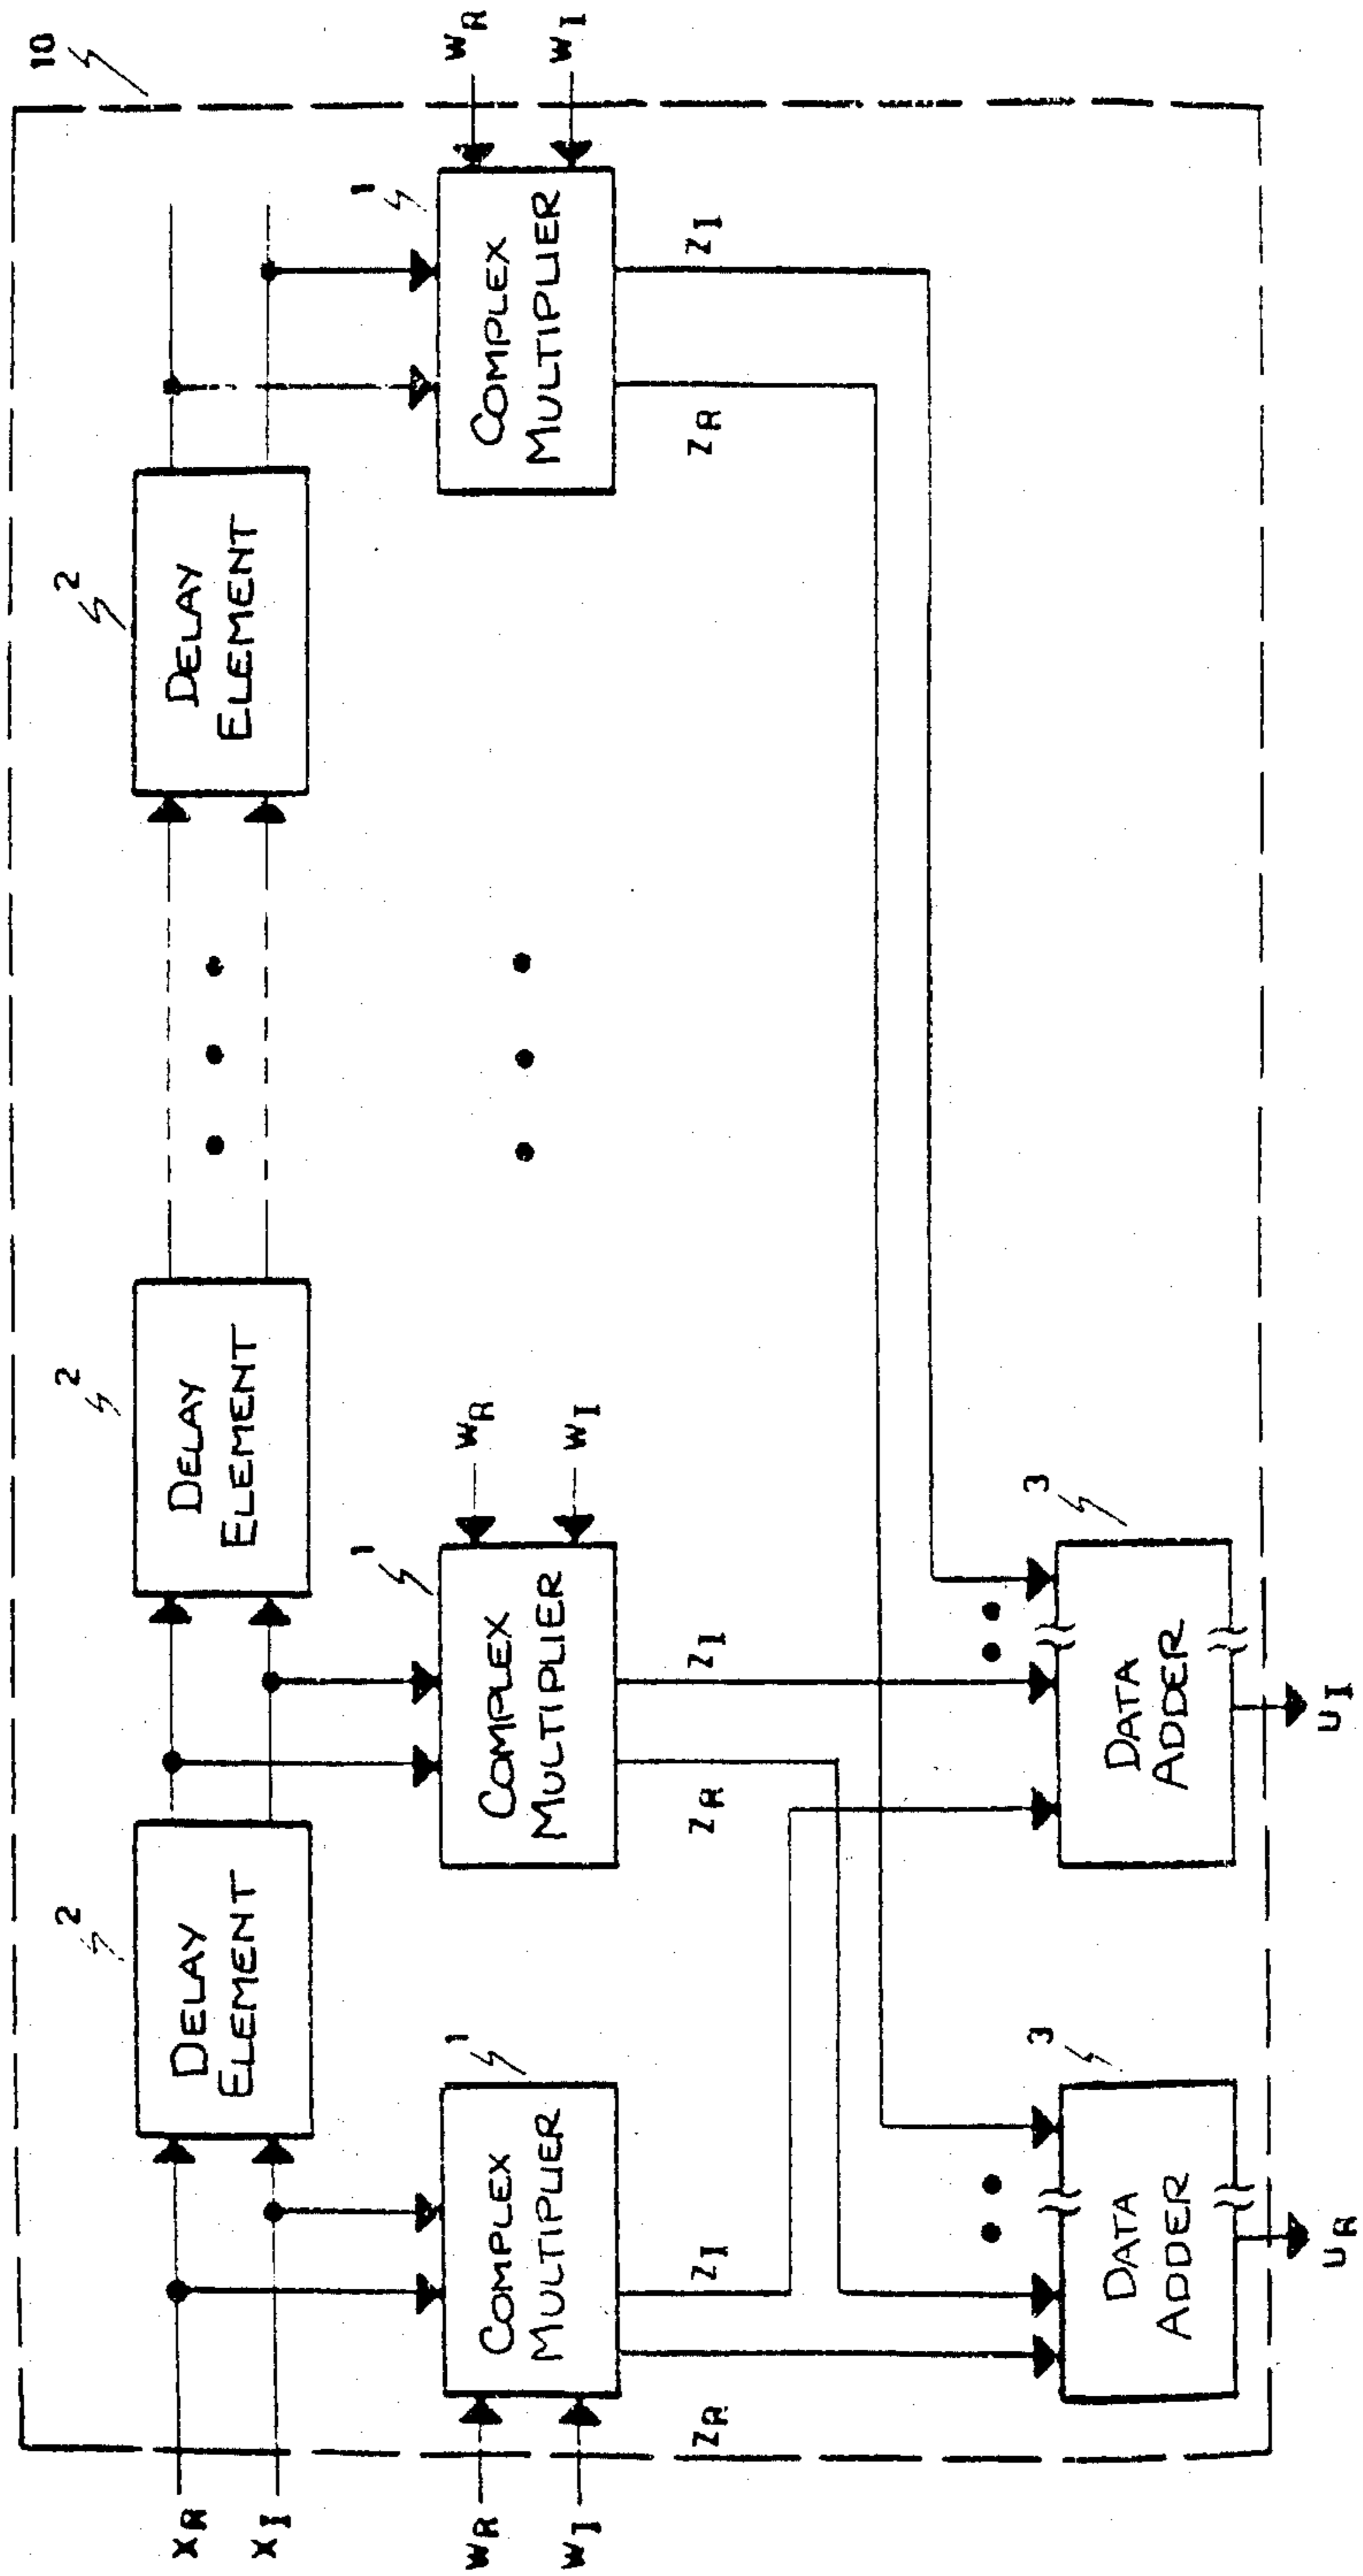 10
2
2
2
X_R
X_I
DELAY
ELEMENT
DELAY
ELEMENT
DELAY
ELEMENT
1
1
1
W_R
W_I
COMPLEX
MULTIPLIER
COMPLEX
MULTIPLIER
W_R
W_I
COMPLEX
MULTIPLIER
W_R
W_I
Z_R
Z_I
Z_R
Z_I
Z_R
Z_I
3
3
DATA
ADDER
DATA
ADDER
U_R
U_I